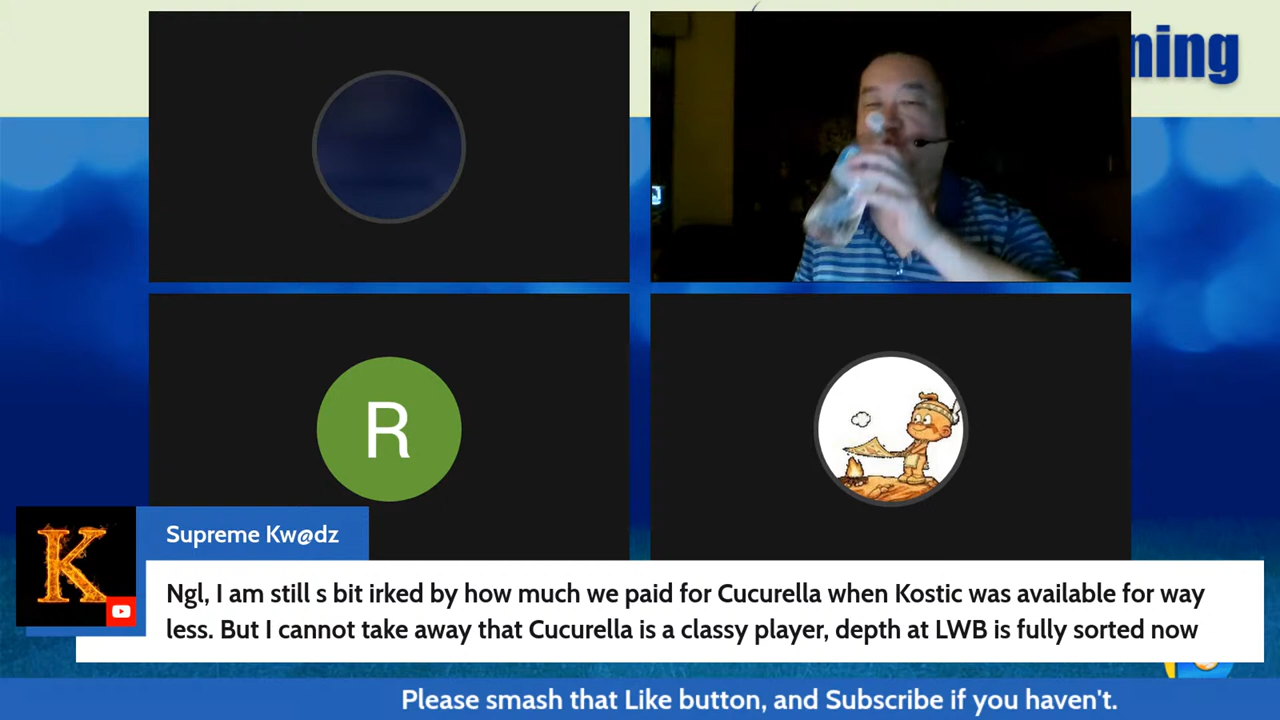 ning
R
K
Supreme Kw@dz
Ngl, I am still s bit irked by how much we paid for Cucurella when Kostic was available for way
less. But I cannot take away that Cucurella is a classy player, depth at LWB is fully sorted now
Please smash that Like button, and Subscribe if you haven't.